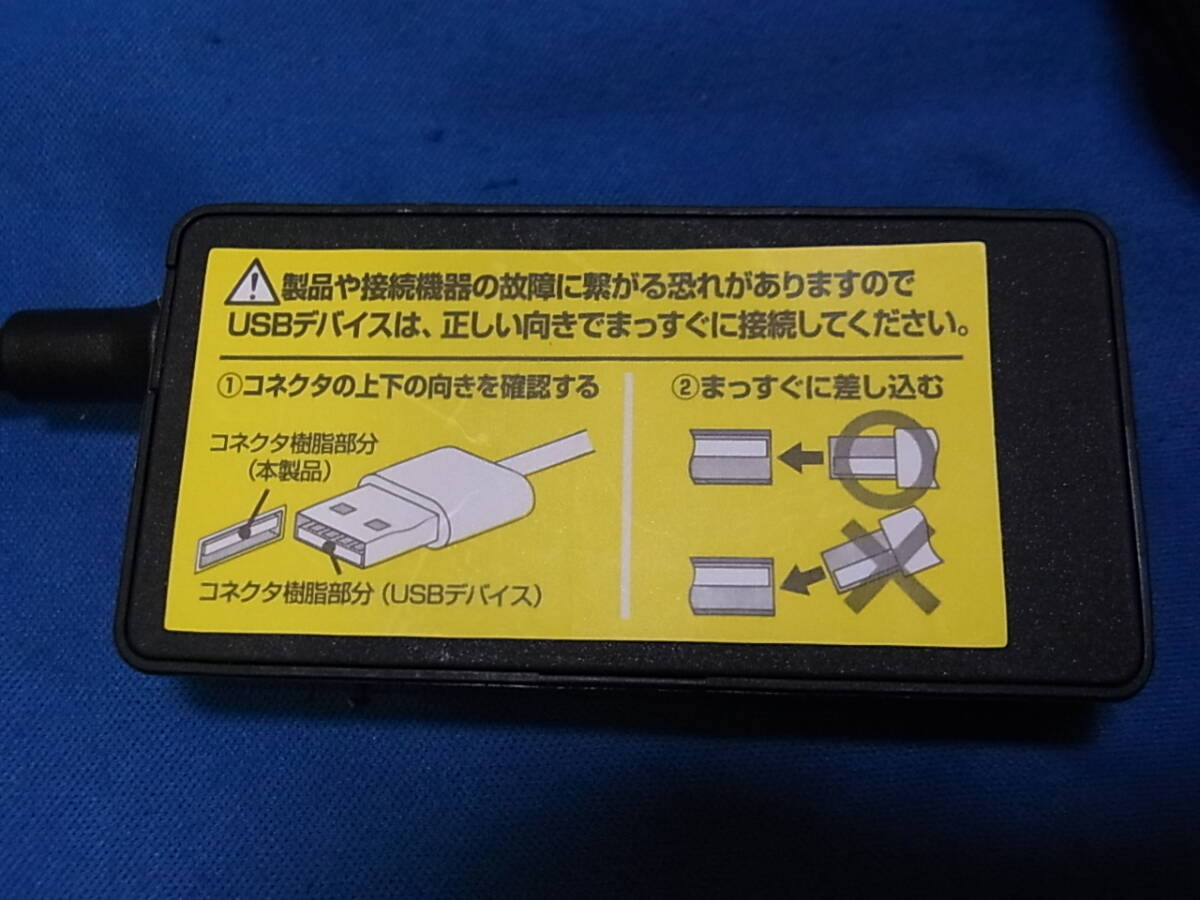 製品や接続機器の故障に繋がる恐れがありますので
USBデバイスは、正しい向きでまっすぐに接続してください。
①コネクタの上下の向きを確認する
コネクタ樹脂部分
(本製品)
コネクタ樹脂部分(USBデバイス)
②まっすぐに差し込む